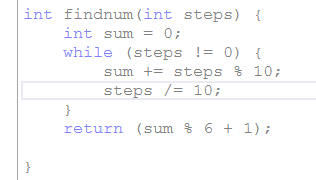 int findnum(int steps) {
    int sum = 0;
    while (steps != 0) {
        sum += steps % 10;
        steps /= 10;
    }
    return (sum % 6 + 1);
}